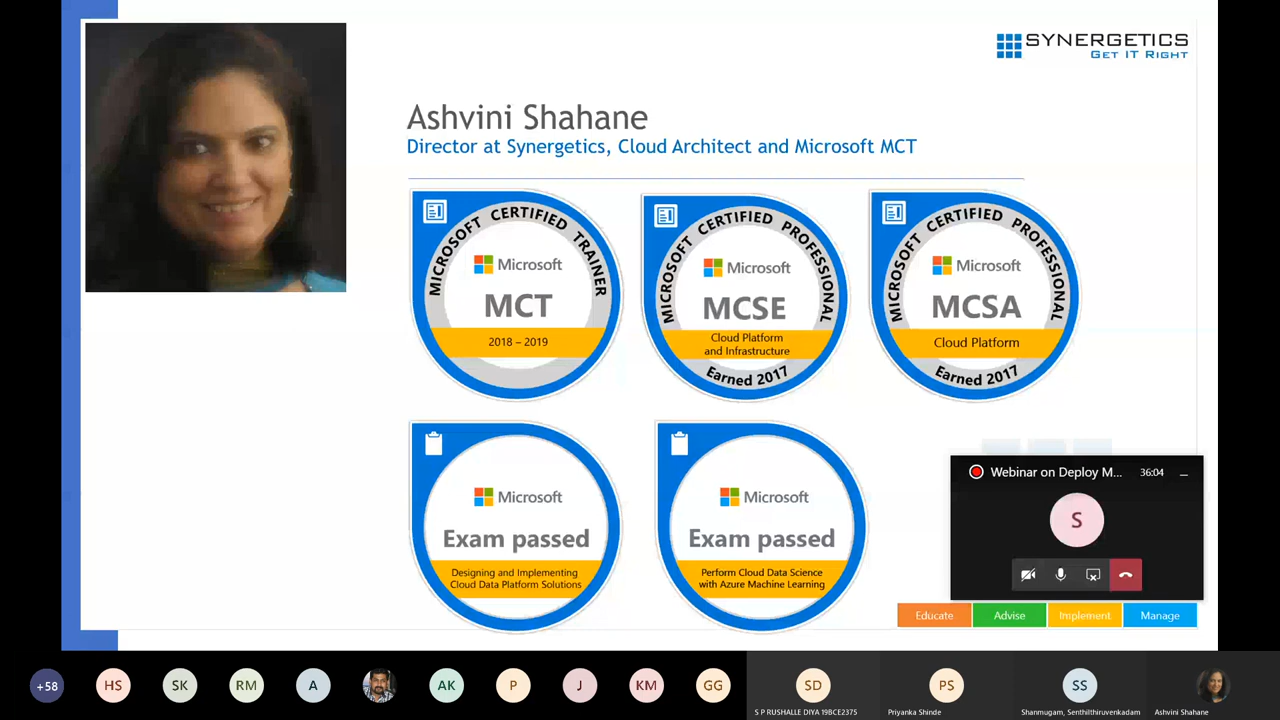 SYNERGETICS
GET IT RIGHT
Ashvini Shahane
Director at Synergetics, Cloud Architect and Microsoft MCT
MICROSOFT CERTIFIED TRAINER
Microsoft
MCT
2018 – 2019
MICROSOFT CERTIFIED PROFESSIONAL
Microsoft
MCSE
Cloud Platform
and Infrastructure
Earned 2017
MICROSOFT CERTIFIED PROFESSIONAL
Microsoft
MCSA
Cloud Platform
Earned 2017
Microsoft
Exam passed
Designing and Implementing
Cloud Data Platform Solutions
Microsoft
Exam passed
Perform Cloud Data Science
with Azure Machine Learning
Webinar on Deploy M... 36:04
S
Educate Advise Implement Manage
+58 HS SK RM A AK P J KM GG SD PS SS
S P RUSHALLE DIYA 19BCE2375 Priyanka Shinde Shanmugam, Senthilthiruvenkadam Ashvini Shahane